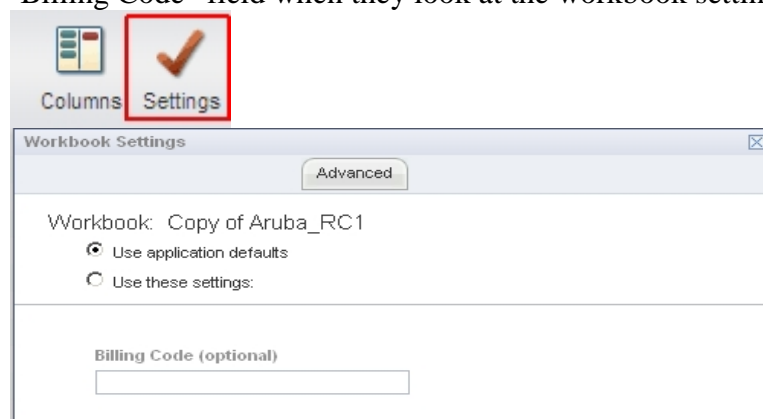 "Billing Code" field when they look at the workbook
Columns Settings
Workbook Settings
Advanced
Workbook: Copy of Aruba_RC1
Use application defaults
Use these settings:
Billing Code (optional)